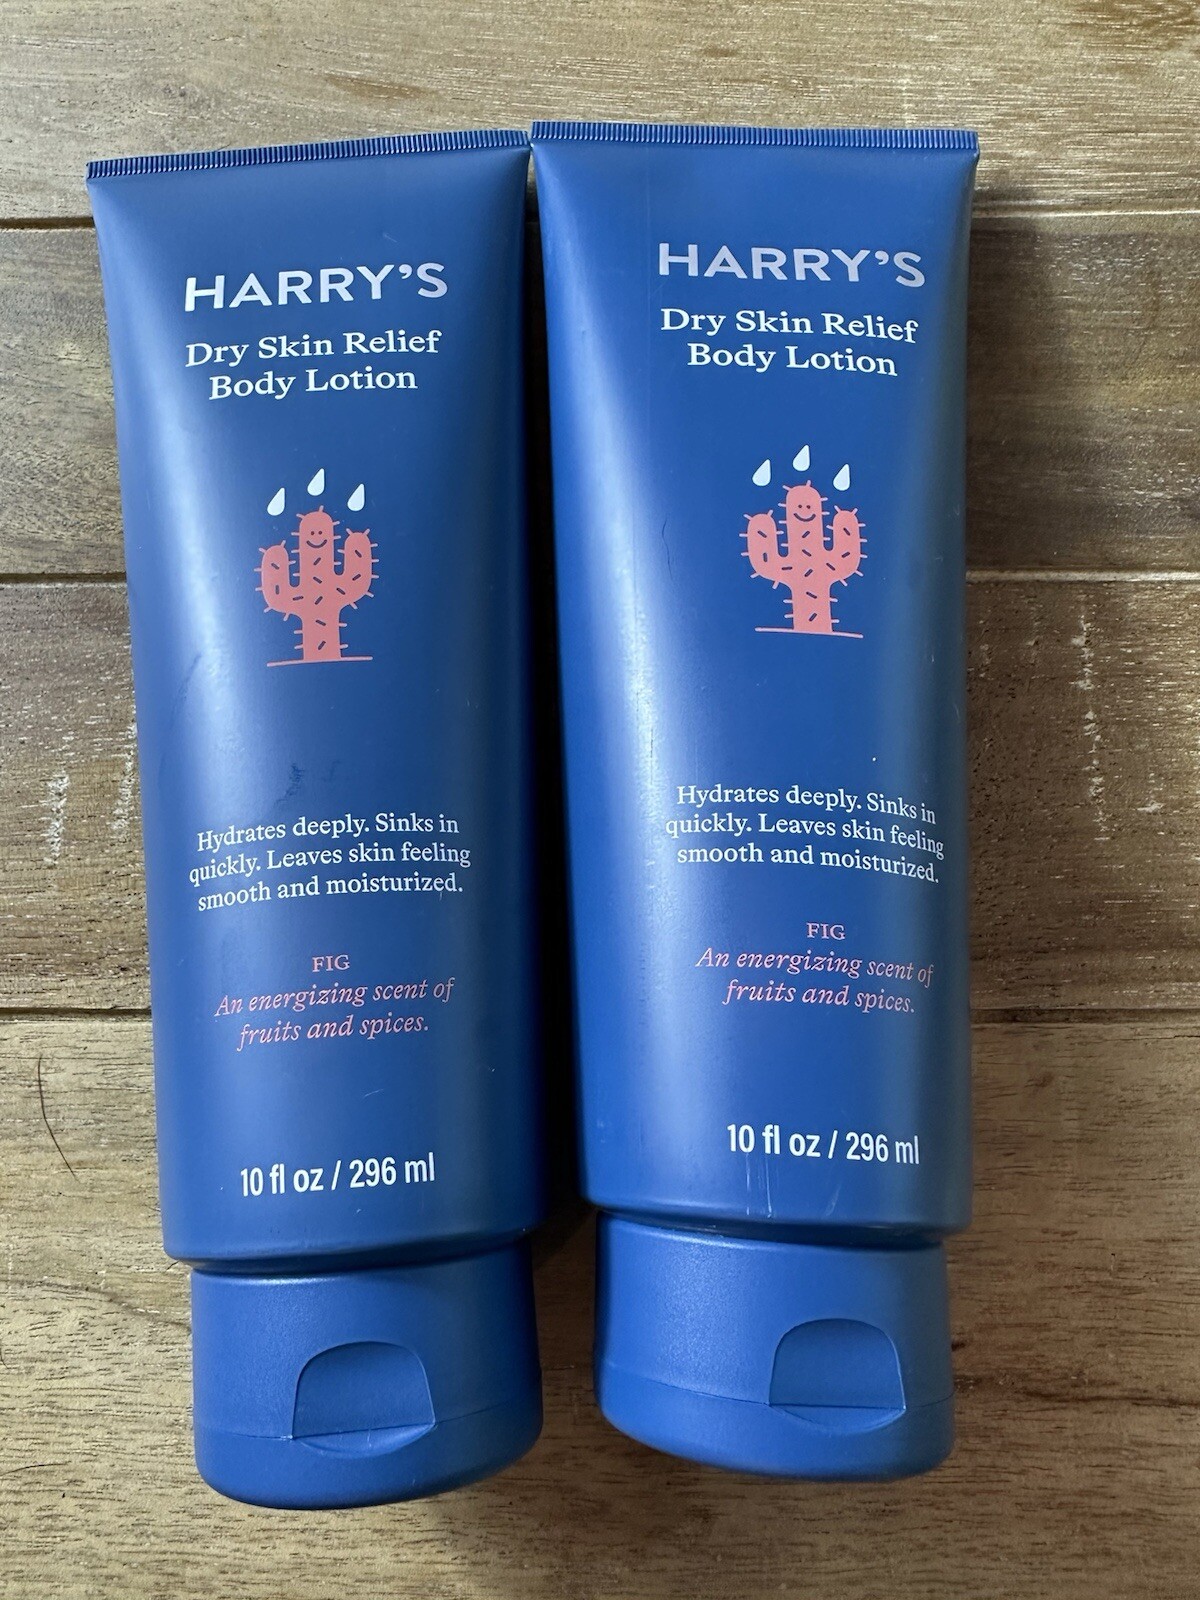 HARRY'S
Dry Skin Relief
Body Lotion
Hydrates deeply. Sinks in
quickly. Leaves skin feeling
smooth and moisturized.
FIG
An energizing scent of
fruits and spices.
10 fl oz / 296 ml
HARRY'S
Dry Skin Relief
Body Lotion
Hydrates deeply. Sinks in
quickly. Leaves skin feeling
smooth and moisturized.
FIG
An energizing scent of
fruits and spices.
10 fl oz / 296 ml